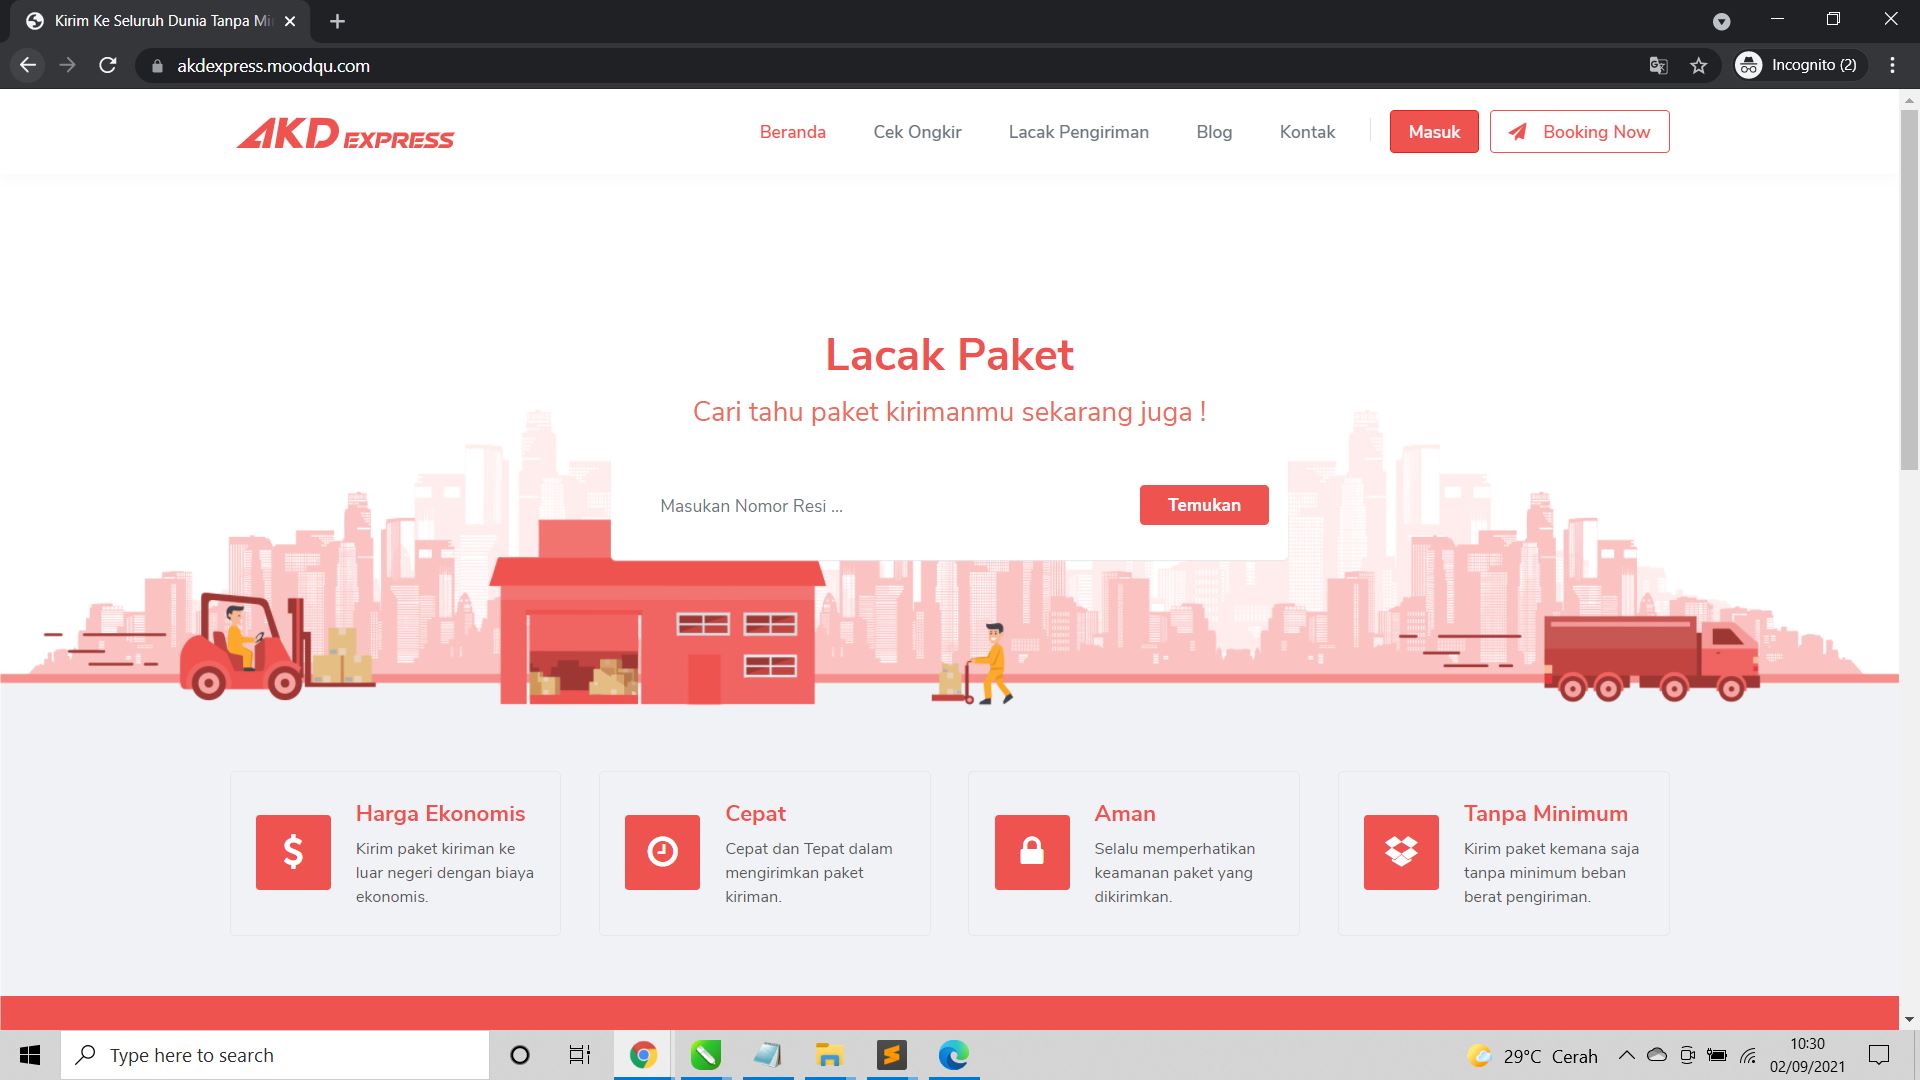 Kirim Ke Seluruh Dunia Tanpa Mi
akdexpress.moodqu.com
Incognito (2)
AKD EXPRESS
Beranda
Cek Ongkir
Lacak Pengiriman
Blog
Kontak
Masuk
Booking Now
Lacak Paket
Cari tahu paket kirimanmu sekarang juga !
Masukan Nomor Resi ...
Temukan
Harga Ekonomis
Kirim paket kiriman ke
luar negeri dengan biaya
ekonomis.
Cepat
Cepat dan Tepat dalam
mengirimkan paket
kiriman.
Aman
Selalu memperhatikan
keamanan paket yang
dikirimkan.
Tanpa Minimum
Kirim paket kemana saja
tanpa minimum beban
berat pengiriman.
Type here to search
29°C Cerah
10:30
02/09/2021